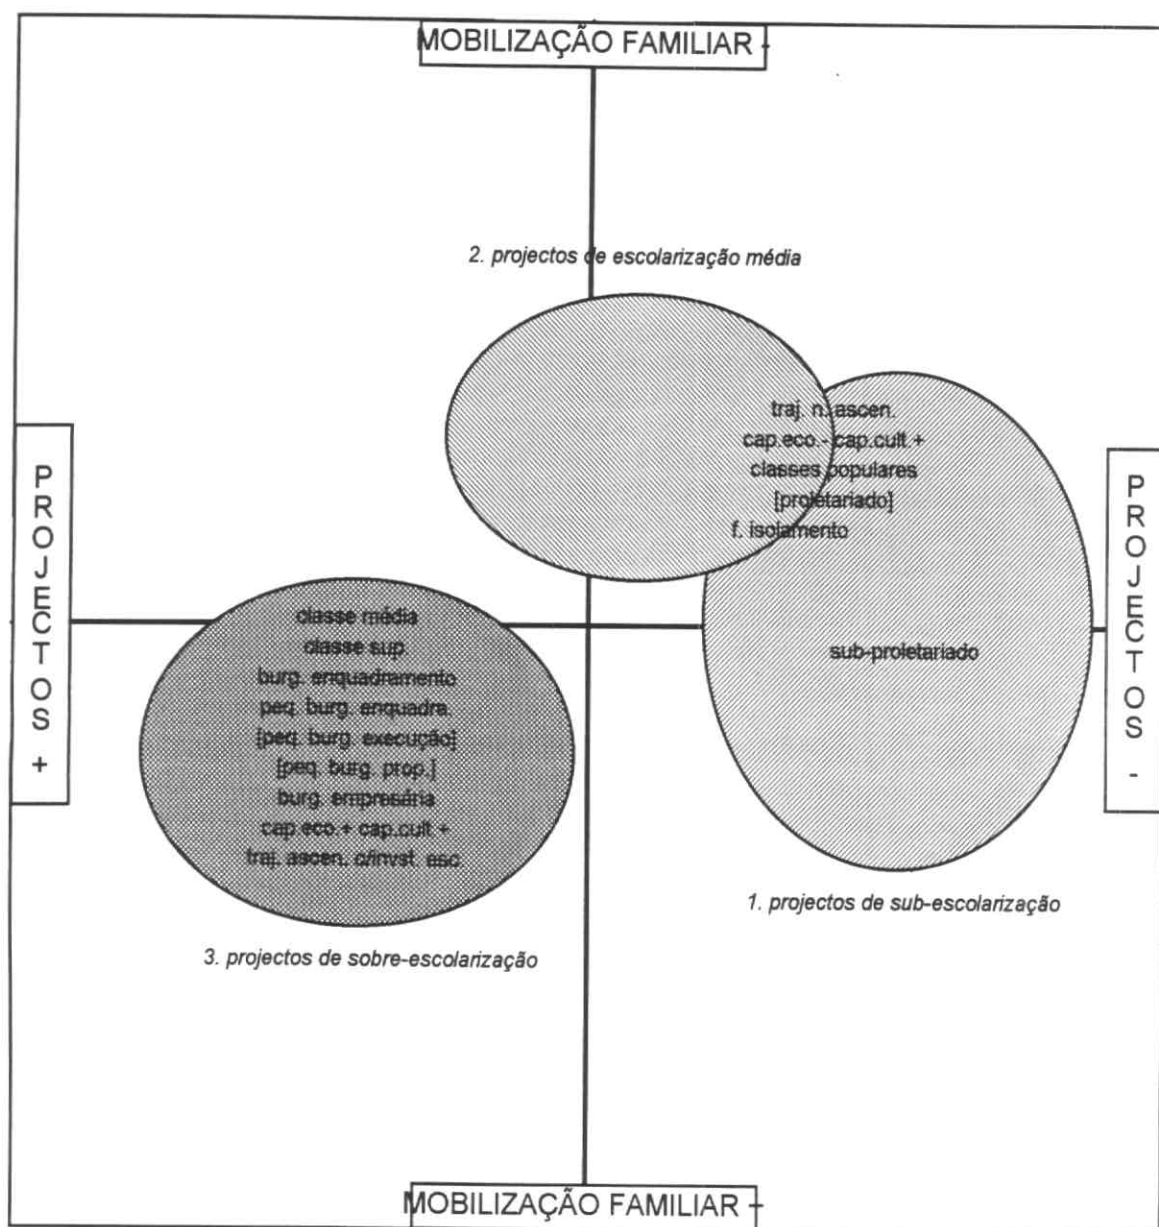 MOBILIZAÇÃO FAMILIAR -
2. projectos de escolarização média
traj. n. ascen.
cap.eco.- cap.cult.+
classes populares
[proletariado]
f. isolamento
PROJECTOS +
PROJECTOS -
classe média
classe sup.
burg. enquadramento
peq. burg. enquadra.
[peq. burg. execução]
[peq. burg. prop.]
burg. empresária
cap.eco.+ cap.cult.+
traj. ascen. c/invst. esc.
sub-proletariado
1. projectos de sub-escolarização
3. projectos de sobre-escolarização
MOBILIZAÇÃO FAMILIAR +